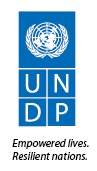 U N
D P
Empowered lives.
Resilient nations.